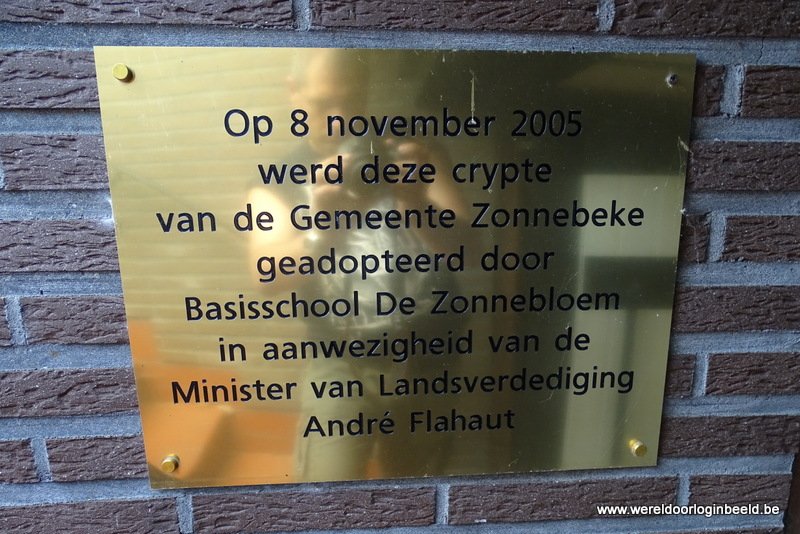 Op 8 november 2005
werd deze crypte
van de Gemeente Zonnebeke
geadopteerd door
Basisschool De Zonnebloem
in aanwezigheid van de
Minister van Landsverdediging
André Flahaut
www.wereldoorloginbeeld.be